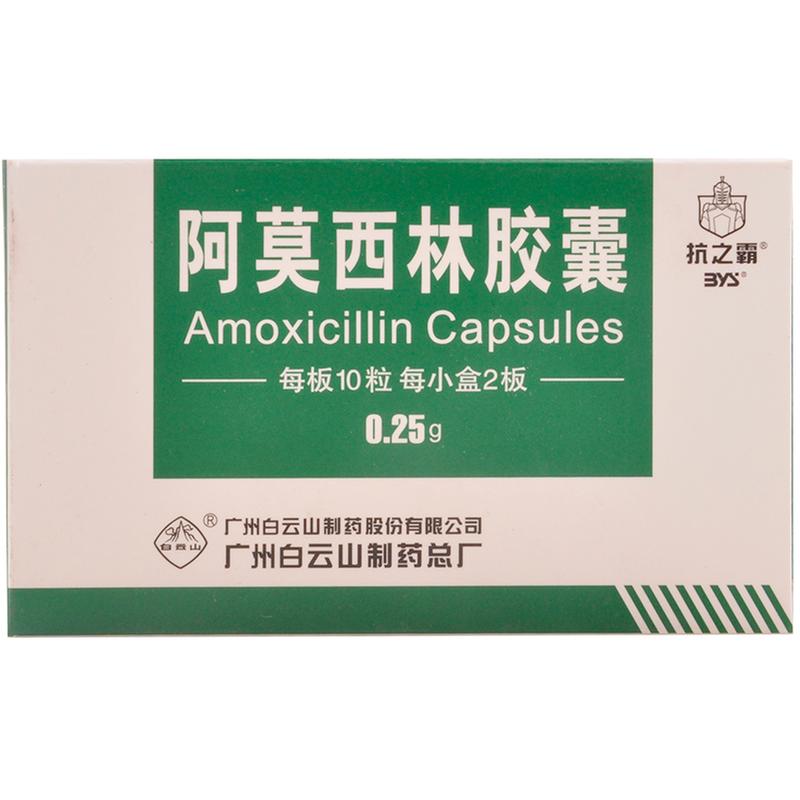 阿莫西林胶囊
Amoxicillin Capsules
每板10粒 每小盒2板
0.25g
抗之霸®
BYS®
白云山
®
广州白云山制药股份有限公司
广州白云山制药总厂